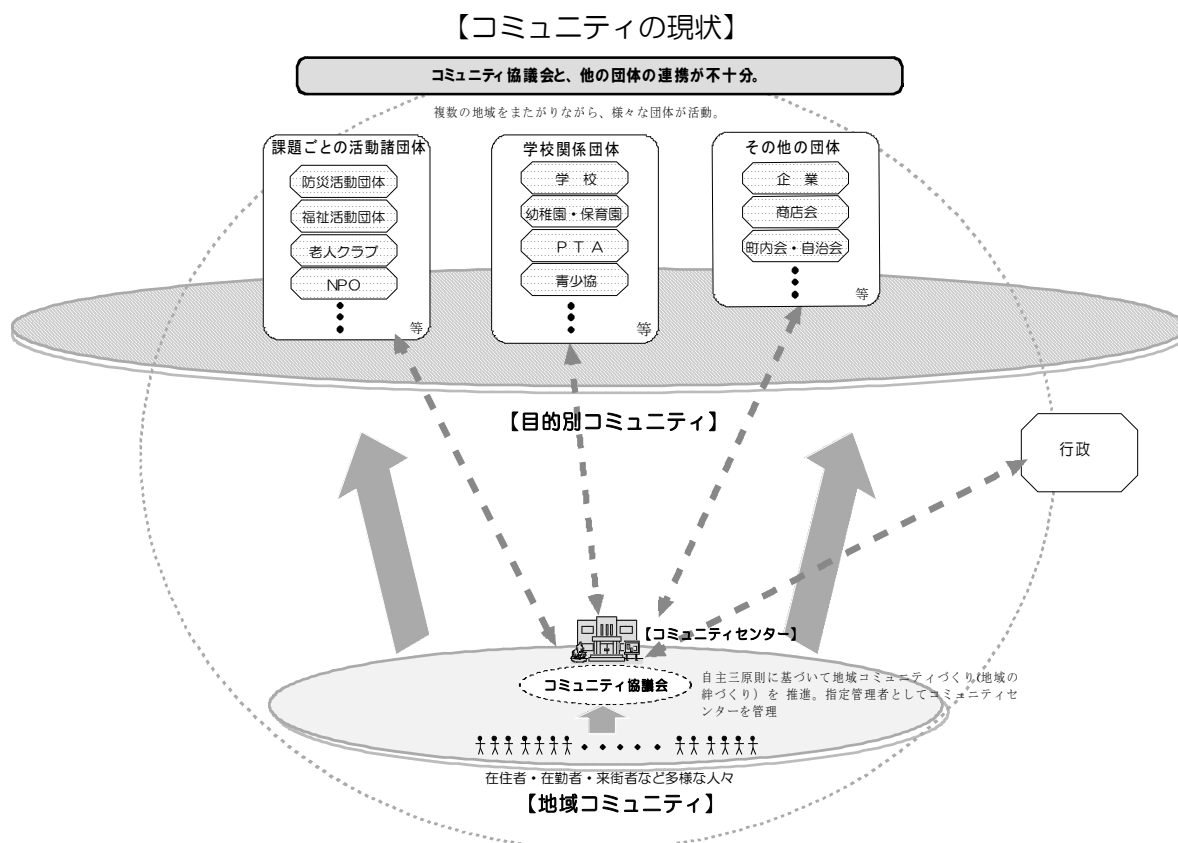 【コミュニティの現状】
コミュニティ協議会と、他の団体の連携が不十分。
複数の地域をまたがりながら、様々な団体が活動。
課題ごとの活動諸団体
防災活動団体
福祉活動団体
老人クラブ
NPO
等
学校関係団体
学 校
幼稚園・保育園
P T A
青少協
等
その他の団体
企 業
商店会
町内会・自治会
等
【目的別コミュニティ】
行政
【コミュニティセンター】
コミュニティ協議会
自主三原則に基づいて地域コミュニティづくり(地域の
絆づくり) を 推進。指定管理者としてコミュニティセ
ンターを管理
在住者・在勤者・来街者など多様な人々
【地域コミュニティ】